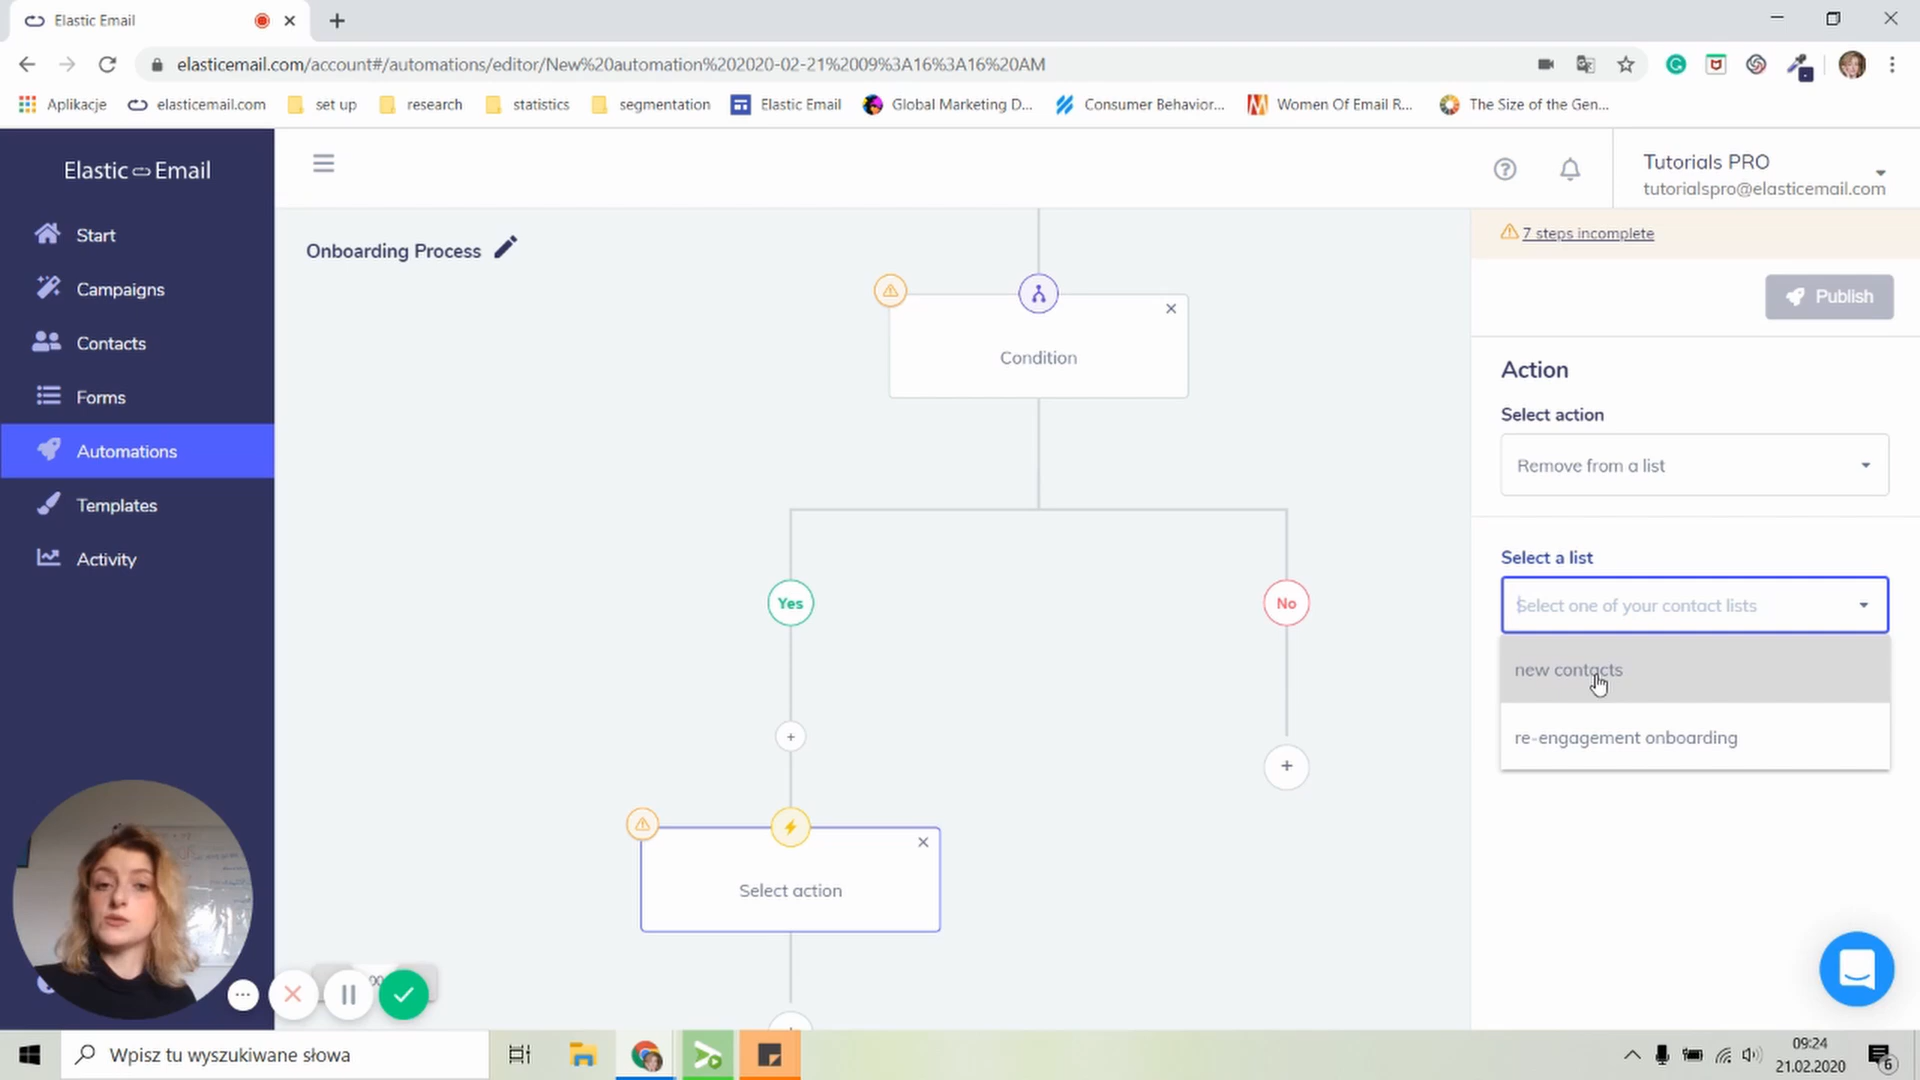 Elastic Email
elasticemail.com/account#/automations/editor/New%20automation%202020-02-21%2009%3A16%3A16%20AM
Aplikacje elasticemail.com set up research statistics segmentation Elastic Email Global Marketing D... Consumer Behavior... Women Of Email R... The Size of the Gen...
Elastic Email
Tutorials PRO
tutorialspro@elasticemail.com
Start
Campaigns
Contacts
Forms
Automations
Templates
Activity
Onboarding Process
Condition
Yes
No
Select action
7 steps incomplete
Publish
Action
Select action
Remove from a list
Select a list
Select one of your contact lists
new contacts
re-engagement onboarding
Wpisz tu wyszukiwane słowa
09:24
21.02.2020
6